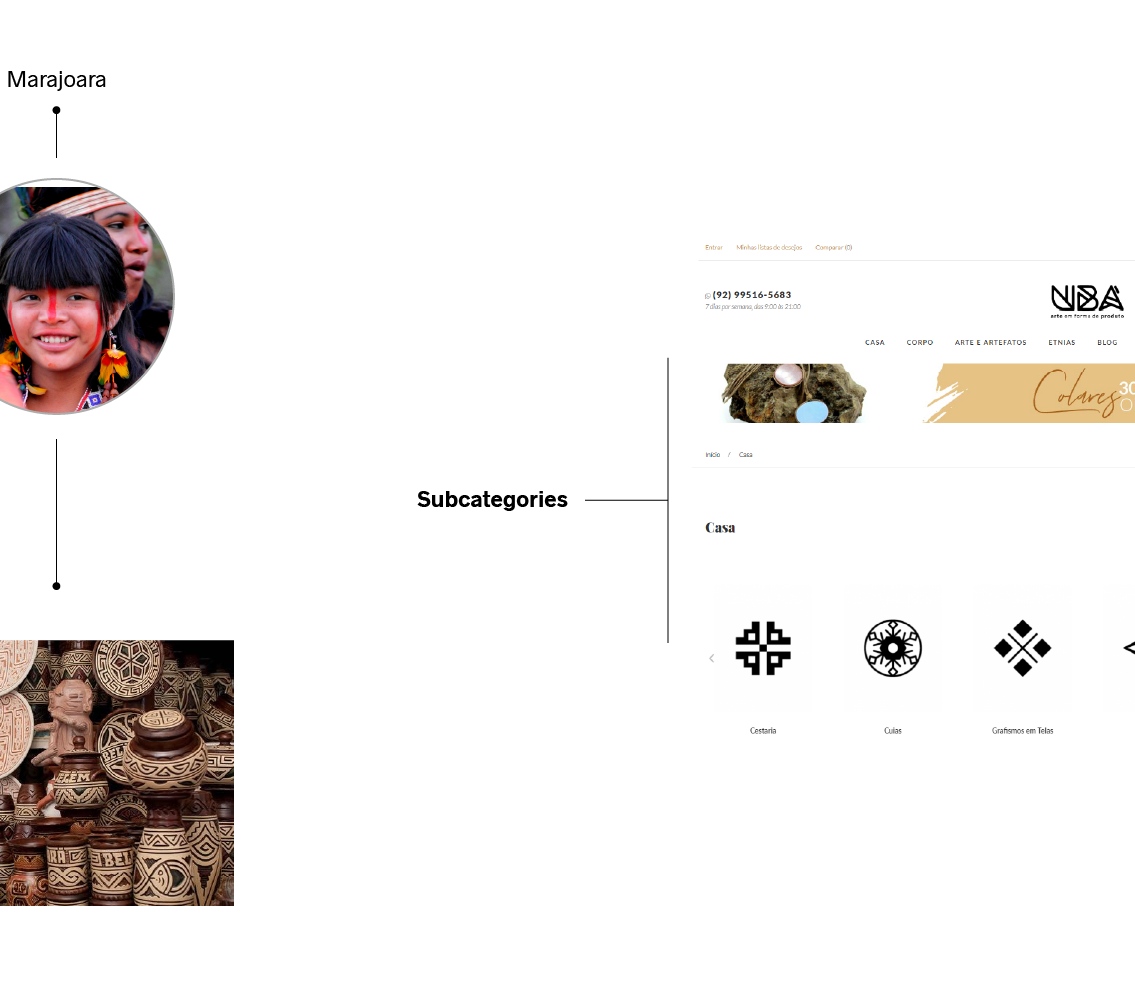 Marajoara
Entrar Minhas listas de desejos Comparar (0)
(92) 99516-5683
7 dias por semana, das 9:00 às 21:00
UBÁ
arte em forma de produto
CASA CORPO ARTE E ARTEFATOS ETNIAS BLOG
Colares 30
Início / Casa
Subcategories
Casa
Cestaria Cuias Grafismos em Telas
BELÉM
BEL